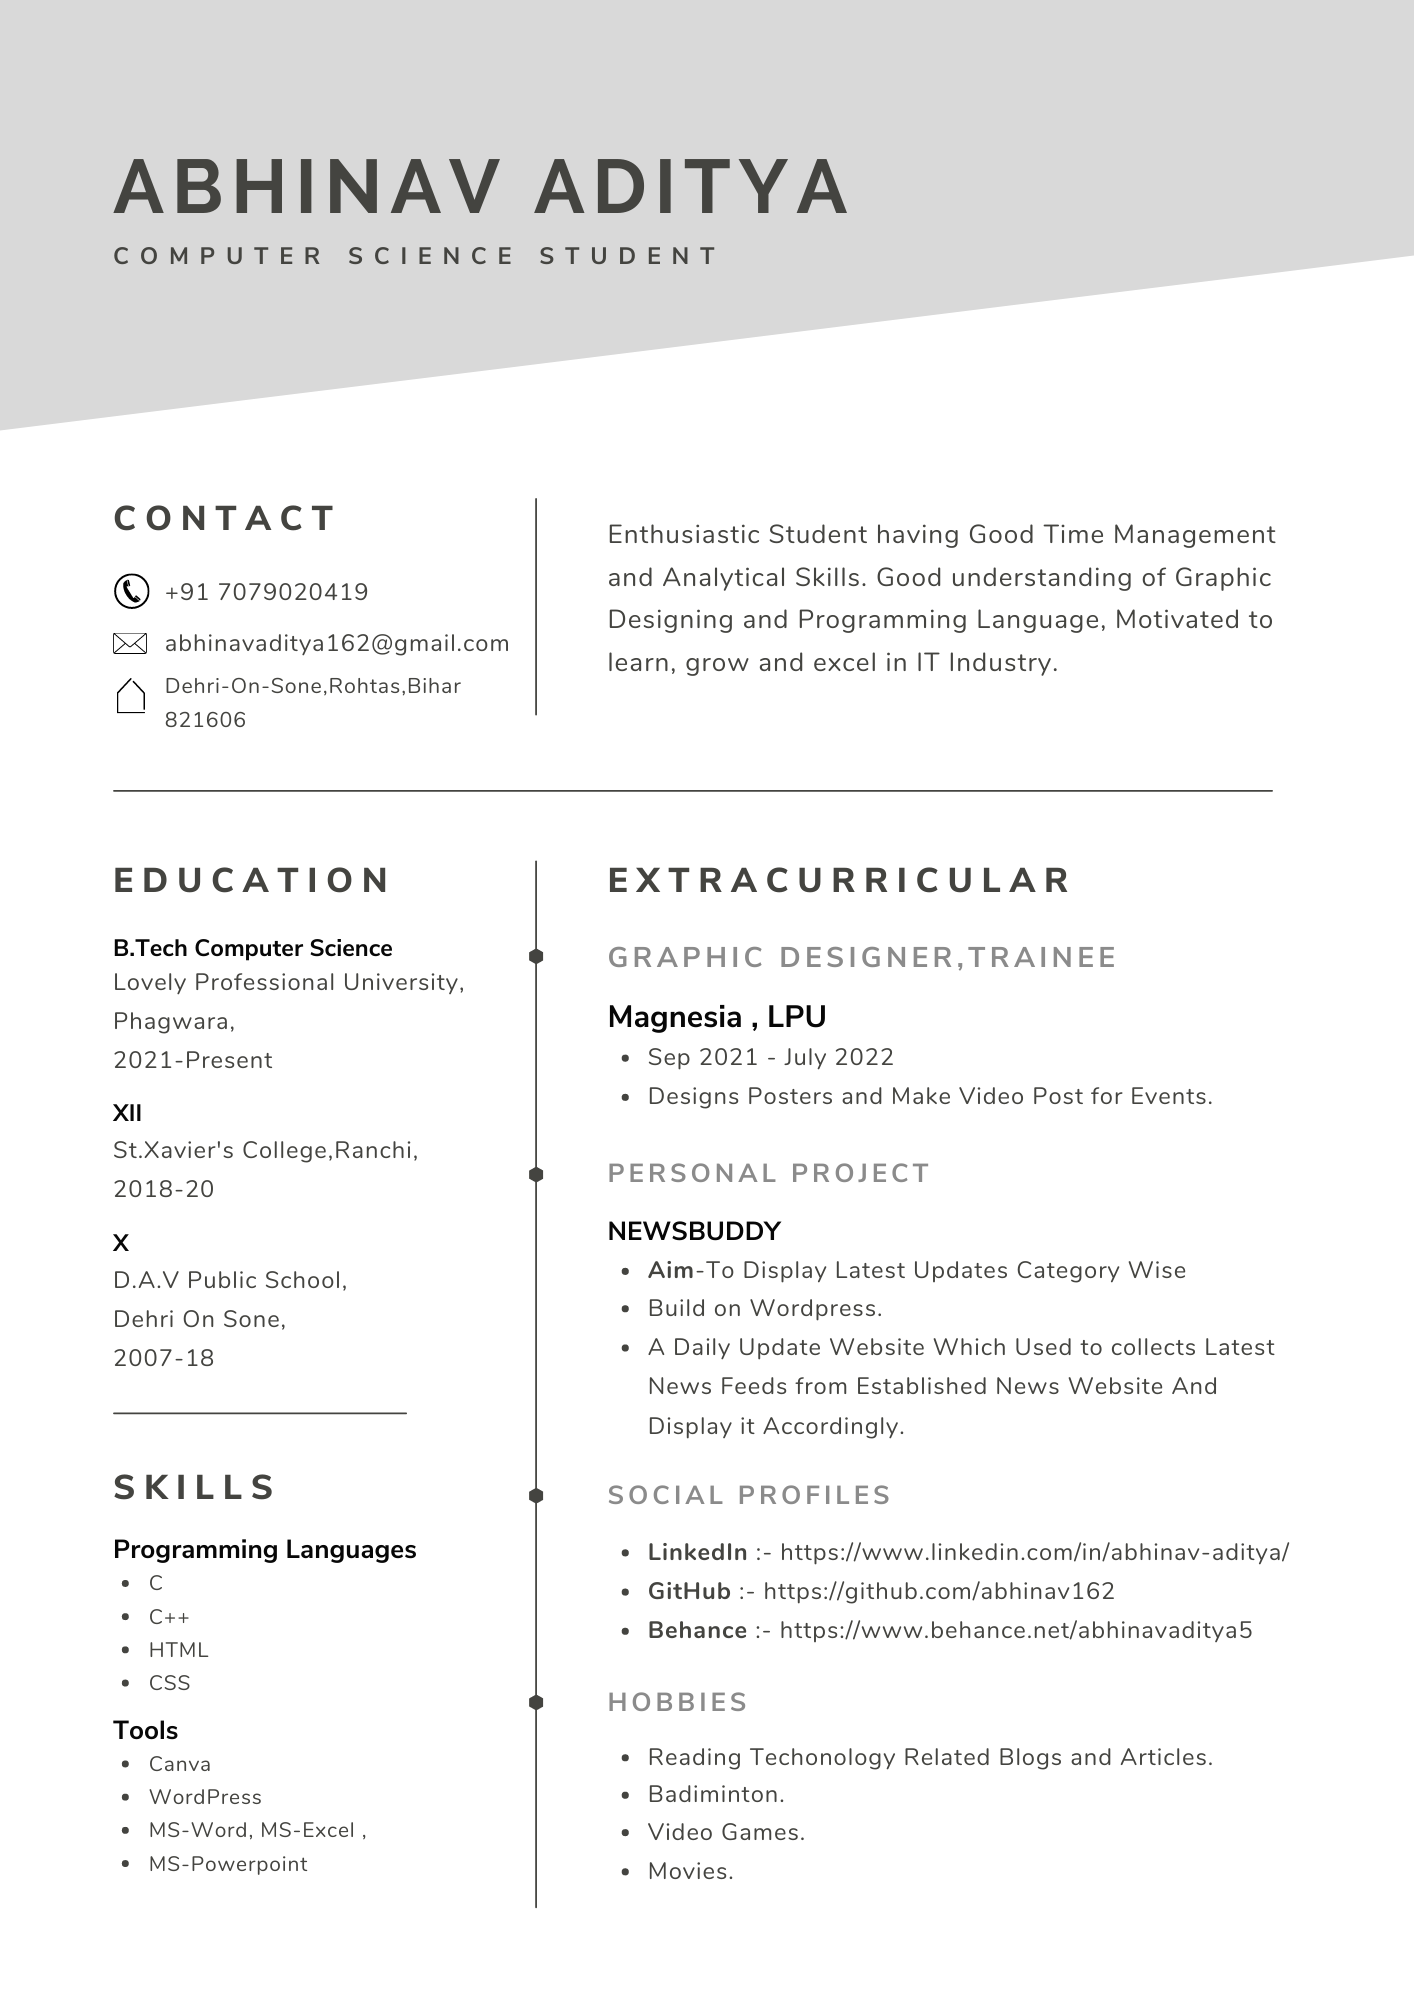 ABHINAV ADITYA
COMPUTER SCIENCE STUDENT
CONTACT
+91 7079020419
abhinavaditya162@gmail.com
Dehri-On-Sone,Rohtas,Bihar
821606
Enthusiastic Student having Good Time Management
and Analytical Skills. Good understanding of Graphic
Designing and Programming Language, Motivated to
learn, grow and excel in IT Industry.
EDUCATION
B.Tech Computer Science
Lovely Professional University,
Phagwara,
2021-Present
XII
St.Xavier's College,Ranchi,
2018-20
X
D.A.V Public School,
Dehri On Sone,
2007-18
SKILLS
Programming Languages
• C
• C++
• HTML
• CSS
Tools
• Canva
• WordPress
• MS-Word, MS-Excel ,
• MS-Powerpoint
EXTRACURRICULAR
GRAPHIC DESIGNER,TRAINEE
Magnesia , LPU
• Sep 2021 - July 2022
• Designs Posters and Make Video Post for Events.
PERSONAL PROJECT
NEWSBUDDY
• Aim-To Display Latest Updates Category Wise
• Build on Wordpress.
• A Daily Update Website Which Used to collects Latest
News Feeds from Established News Website And
Display it Accordingly.
SOCIAL PROFILES
• LinkedIn :- https://www.linkedin.com/in/abhinav-aditya/
• GitHub :- https://github.com/abhinav162
• Behance :- https://www.behance.net/abhinavaditya5
HOBBIES
• Reading Techonology Related Blogs and Articles.
• Badiminton.
• Video Games.
• Movies.